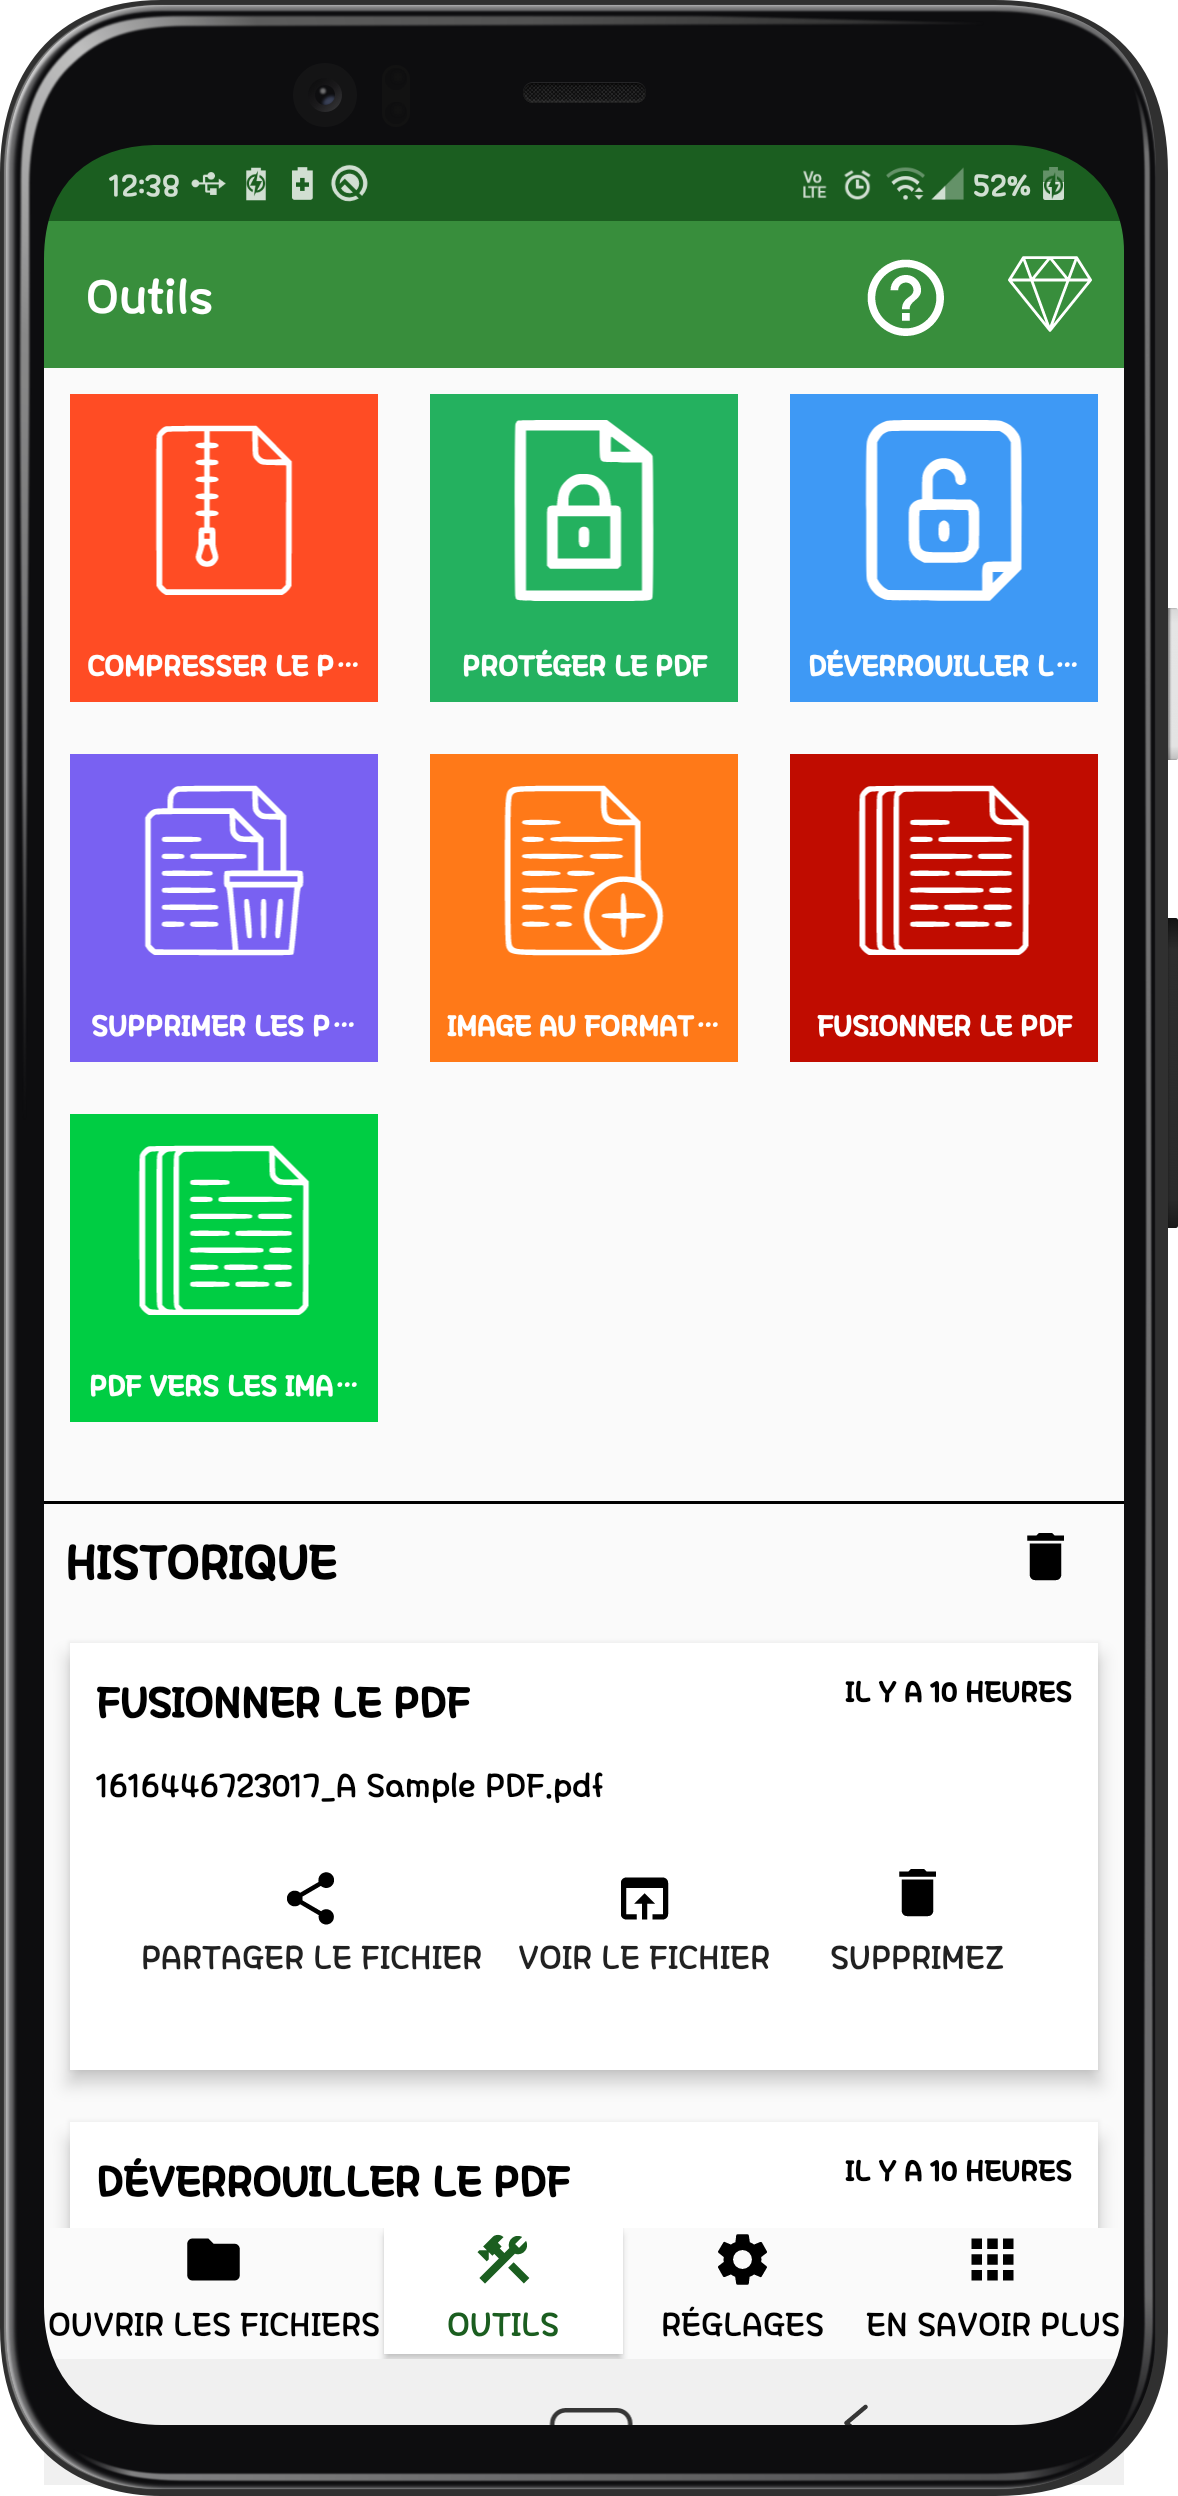 12:38
Vo
LTE
52%
Outils
COMPRESSER LE P...
PROTÉGER LE PDF
DÉVERROUILLER L...
SUPPRIMER LES P...
IMAGE AU FORMAT...
FUSIONNER LE PDF
PDF VERS LES IMA...
HISTORIQUE
FUSIONNER LE PDF
IL Y A 10 HEURES
1616446723017_A Sample PDF.pdf
PARTAGER LE FICHIER
VOIR LE FICHIER
SUPPRIMEZ
DÉVERROUILLER LE PDF
IL Y A 10 HEURES
OUVRIR LES FICHIERS
OUTILS
RÉGLAGES
EN SAVOIR PLUS